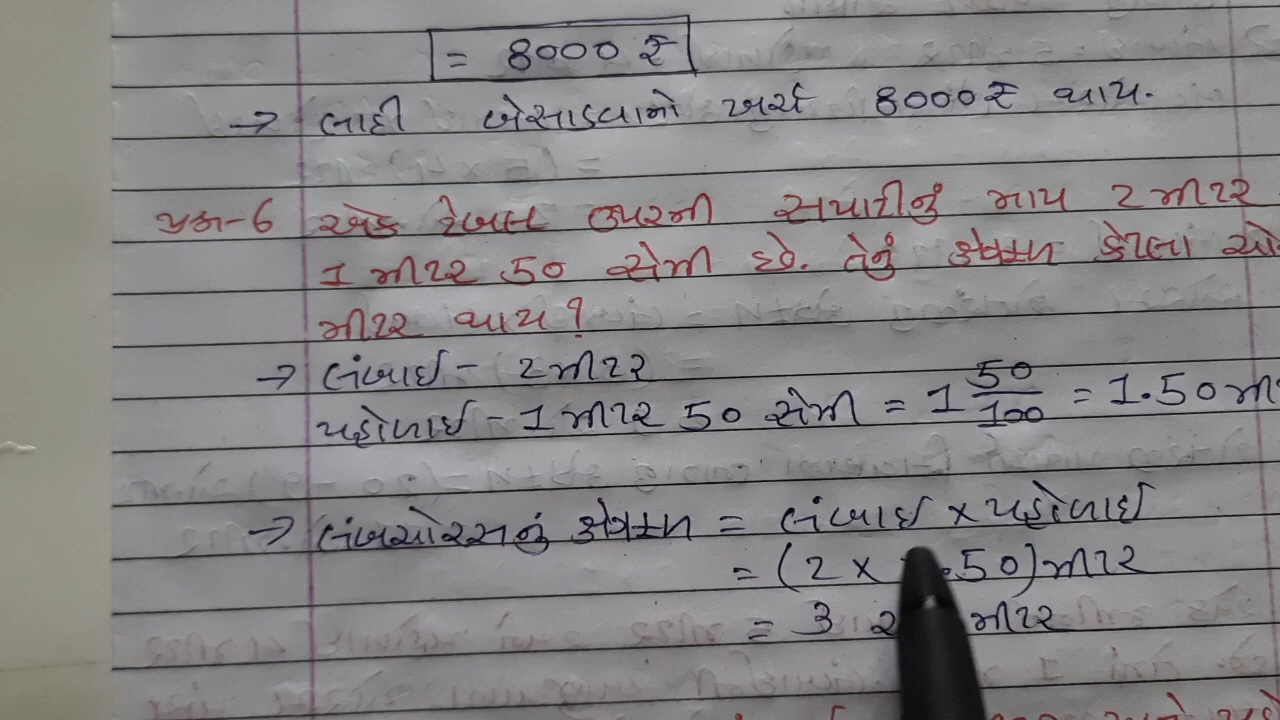 = 8000 ₹
→ લાદી બેસાડવાનો ખર્ચ 8000 ₹ થાય.
પ્રશ્ન-6 એક ટેબલ ઉપરની સપાટીનું માપ 2 મીટર
1 મીટર 50 સેમી છે. તેનું ક્ષેત્રફળ કેટલા ચો
મીટર થાય?
→ લંબાઈ - 2 મીટર
પહોળાઈ - 1 મીટર 50 સેમી = 1 50/100 = 1.50 મી
→ લંબચોરસનું ક્ષેત્રફળ = લંબાઈ × પહોળાઈ
= (2 × .50) મીટર
= 3 મીટર